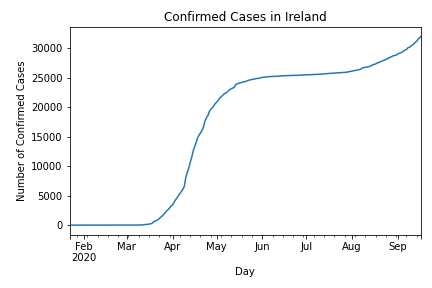 Confirmed Cases in Ireland
Number of Confirmed Cases
30000
25000
20000
15000
10000
5000
0
Feb Mar Apr May Jun Jul Aug Sep
2020
Day